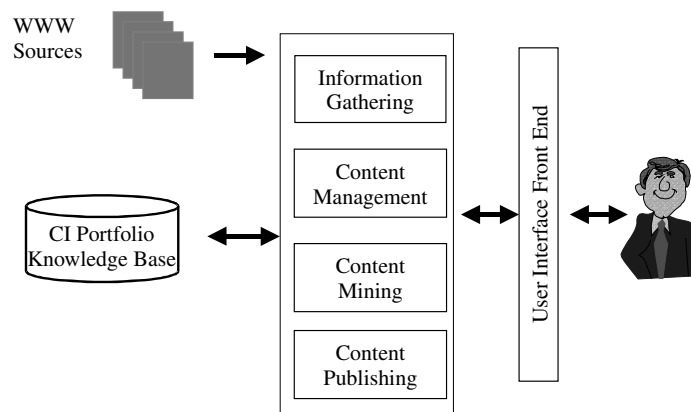 WWW
Sources
Information
Gathering
Content
Management
CI Portfolio
Knowledge Base
Content
Mining
Content
Publishing
User Interface Front End